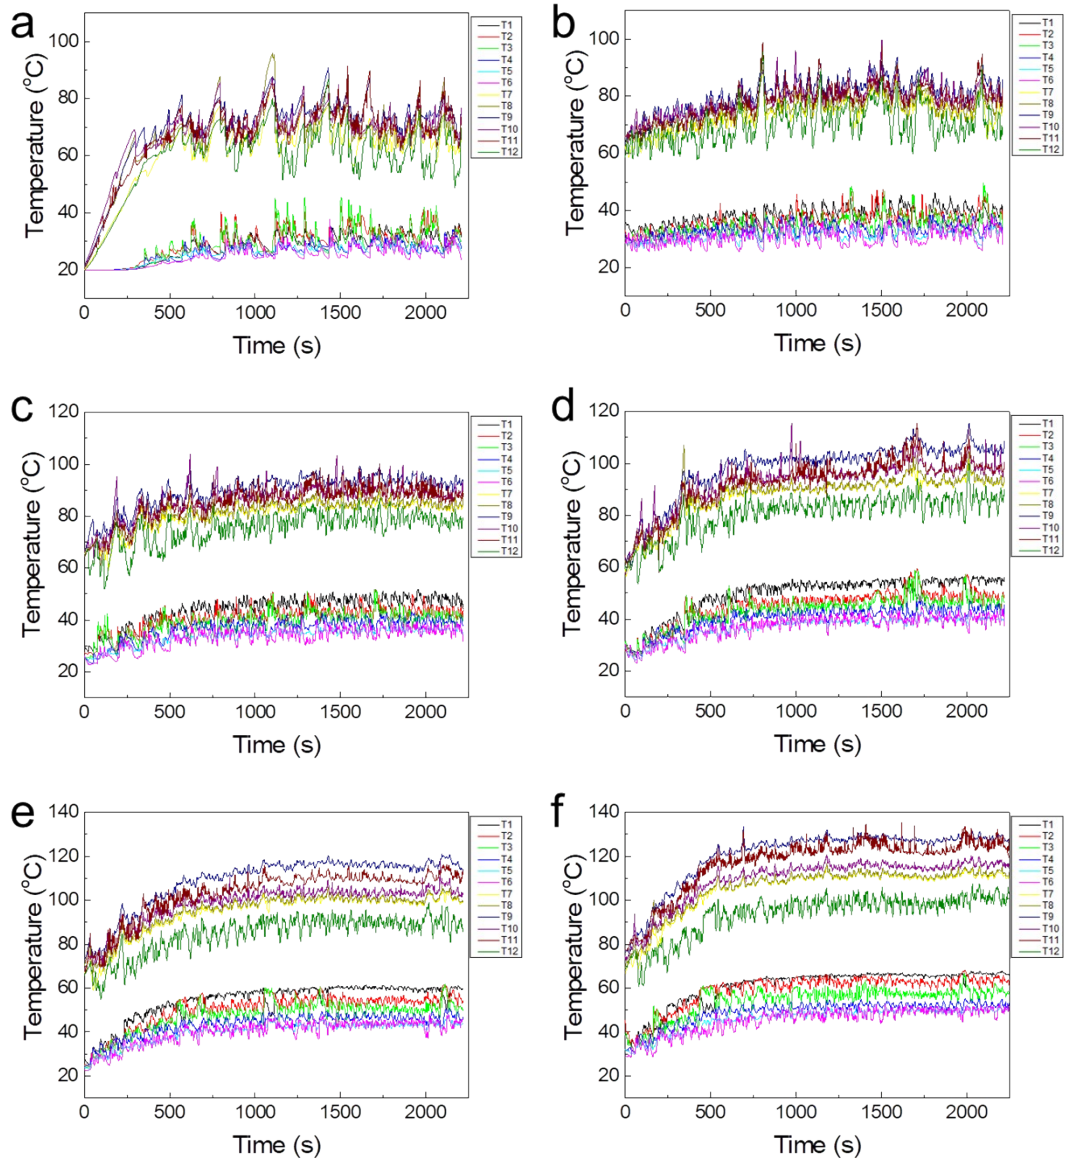 a
Temperature (°C)
100
80
60
40
20
0 500 1000 1500 2000
Time (s)
T1
T2
T3
T4
T5
T6
T7
T8
T9
T10
T11
T12
b
Temperature (°C)
100
80
60
40
20
0 500 1000 1500 2000
Time (s)
T1
T2
T3
T4
T5
T6
T7
T8
T9
T10
T11
T12
c
Temperature (°C)
120
100
80
60
40
20
0 500 1000 1500 2000
Time (s)
T1
T2
T3
T4
T5
T6
T7
T8
T9
T10
T11
T12
d
Temperature (°C)
120
100
80
60
40
20
0 500 1000 1500 2000
Time (s)
T1
T2
T3
T4
T5
T6
T7
T8
T9
T10
T11
T12
e
Temperature (°C)
140
120
100
80
60
40
20
0 500 1000 1500 2000
Time (s)
T1
T2
T3
T4
T5
T6
T7
T8
T9
T10
T11
T12
f
Temperature (°C)
140
120
100
80
60
40
20
0 500 1000 1500 2000
Time (s)
T1
T2
T3
T4
T5
T6
T7
T8
T9
T10
T11
T12